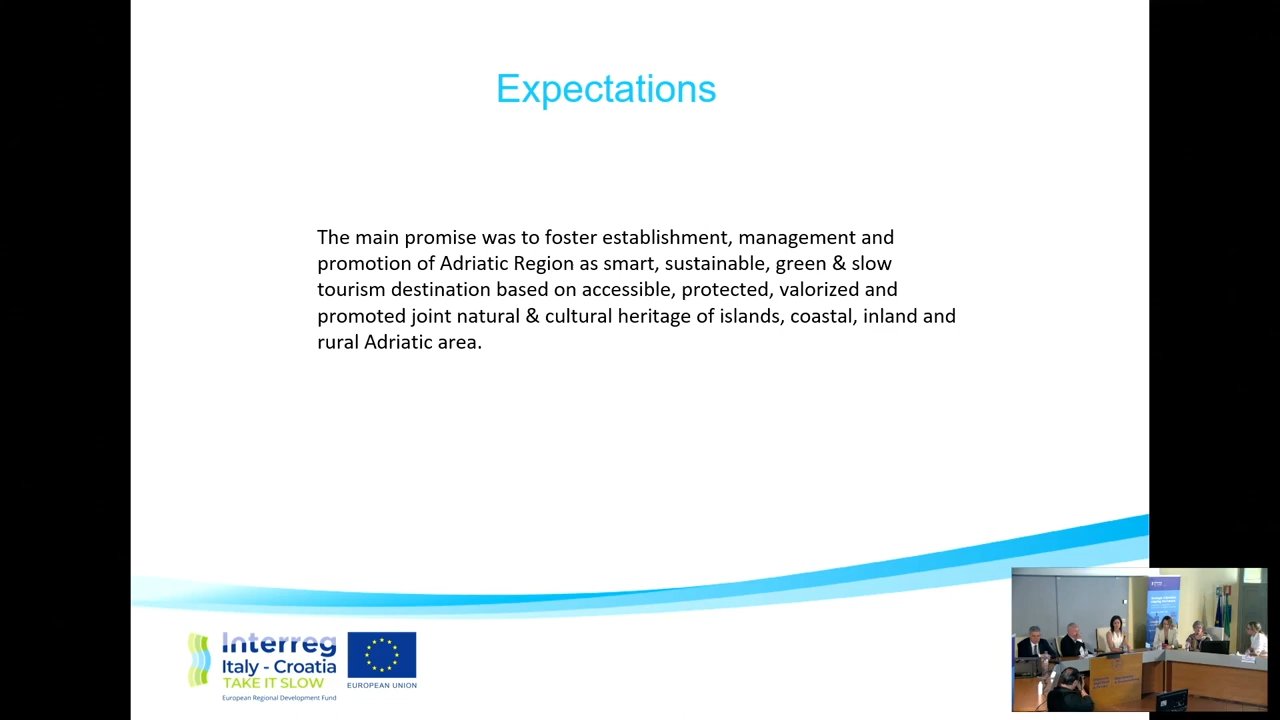 Expectations
The main promise was to foster establishment, management and
promotion of Adriatic Region as smart, sustainable, green & slow
tourism destination based on accessible, protected, valorized and
promoted joint natural & cultural heritage of islands, coastal, inland and
rural Adriatic area.
Interreg
Italy - Croatia
TAKE IT SLOW
European Regional Development Fund
EUROPEAN UNION